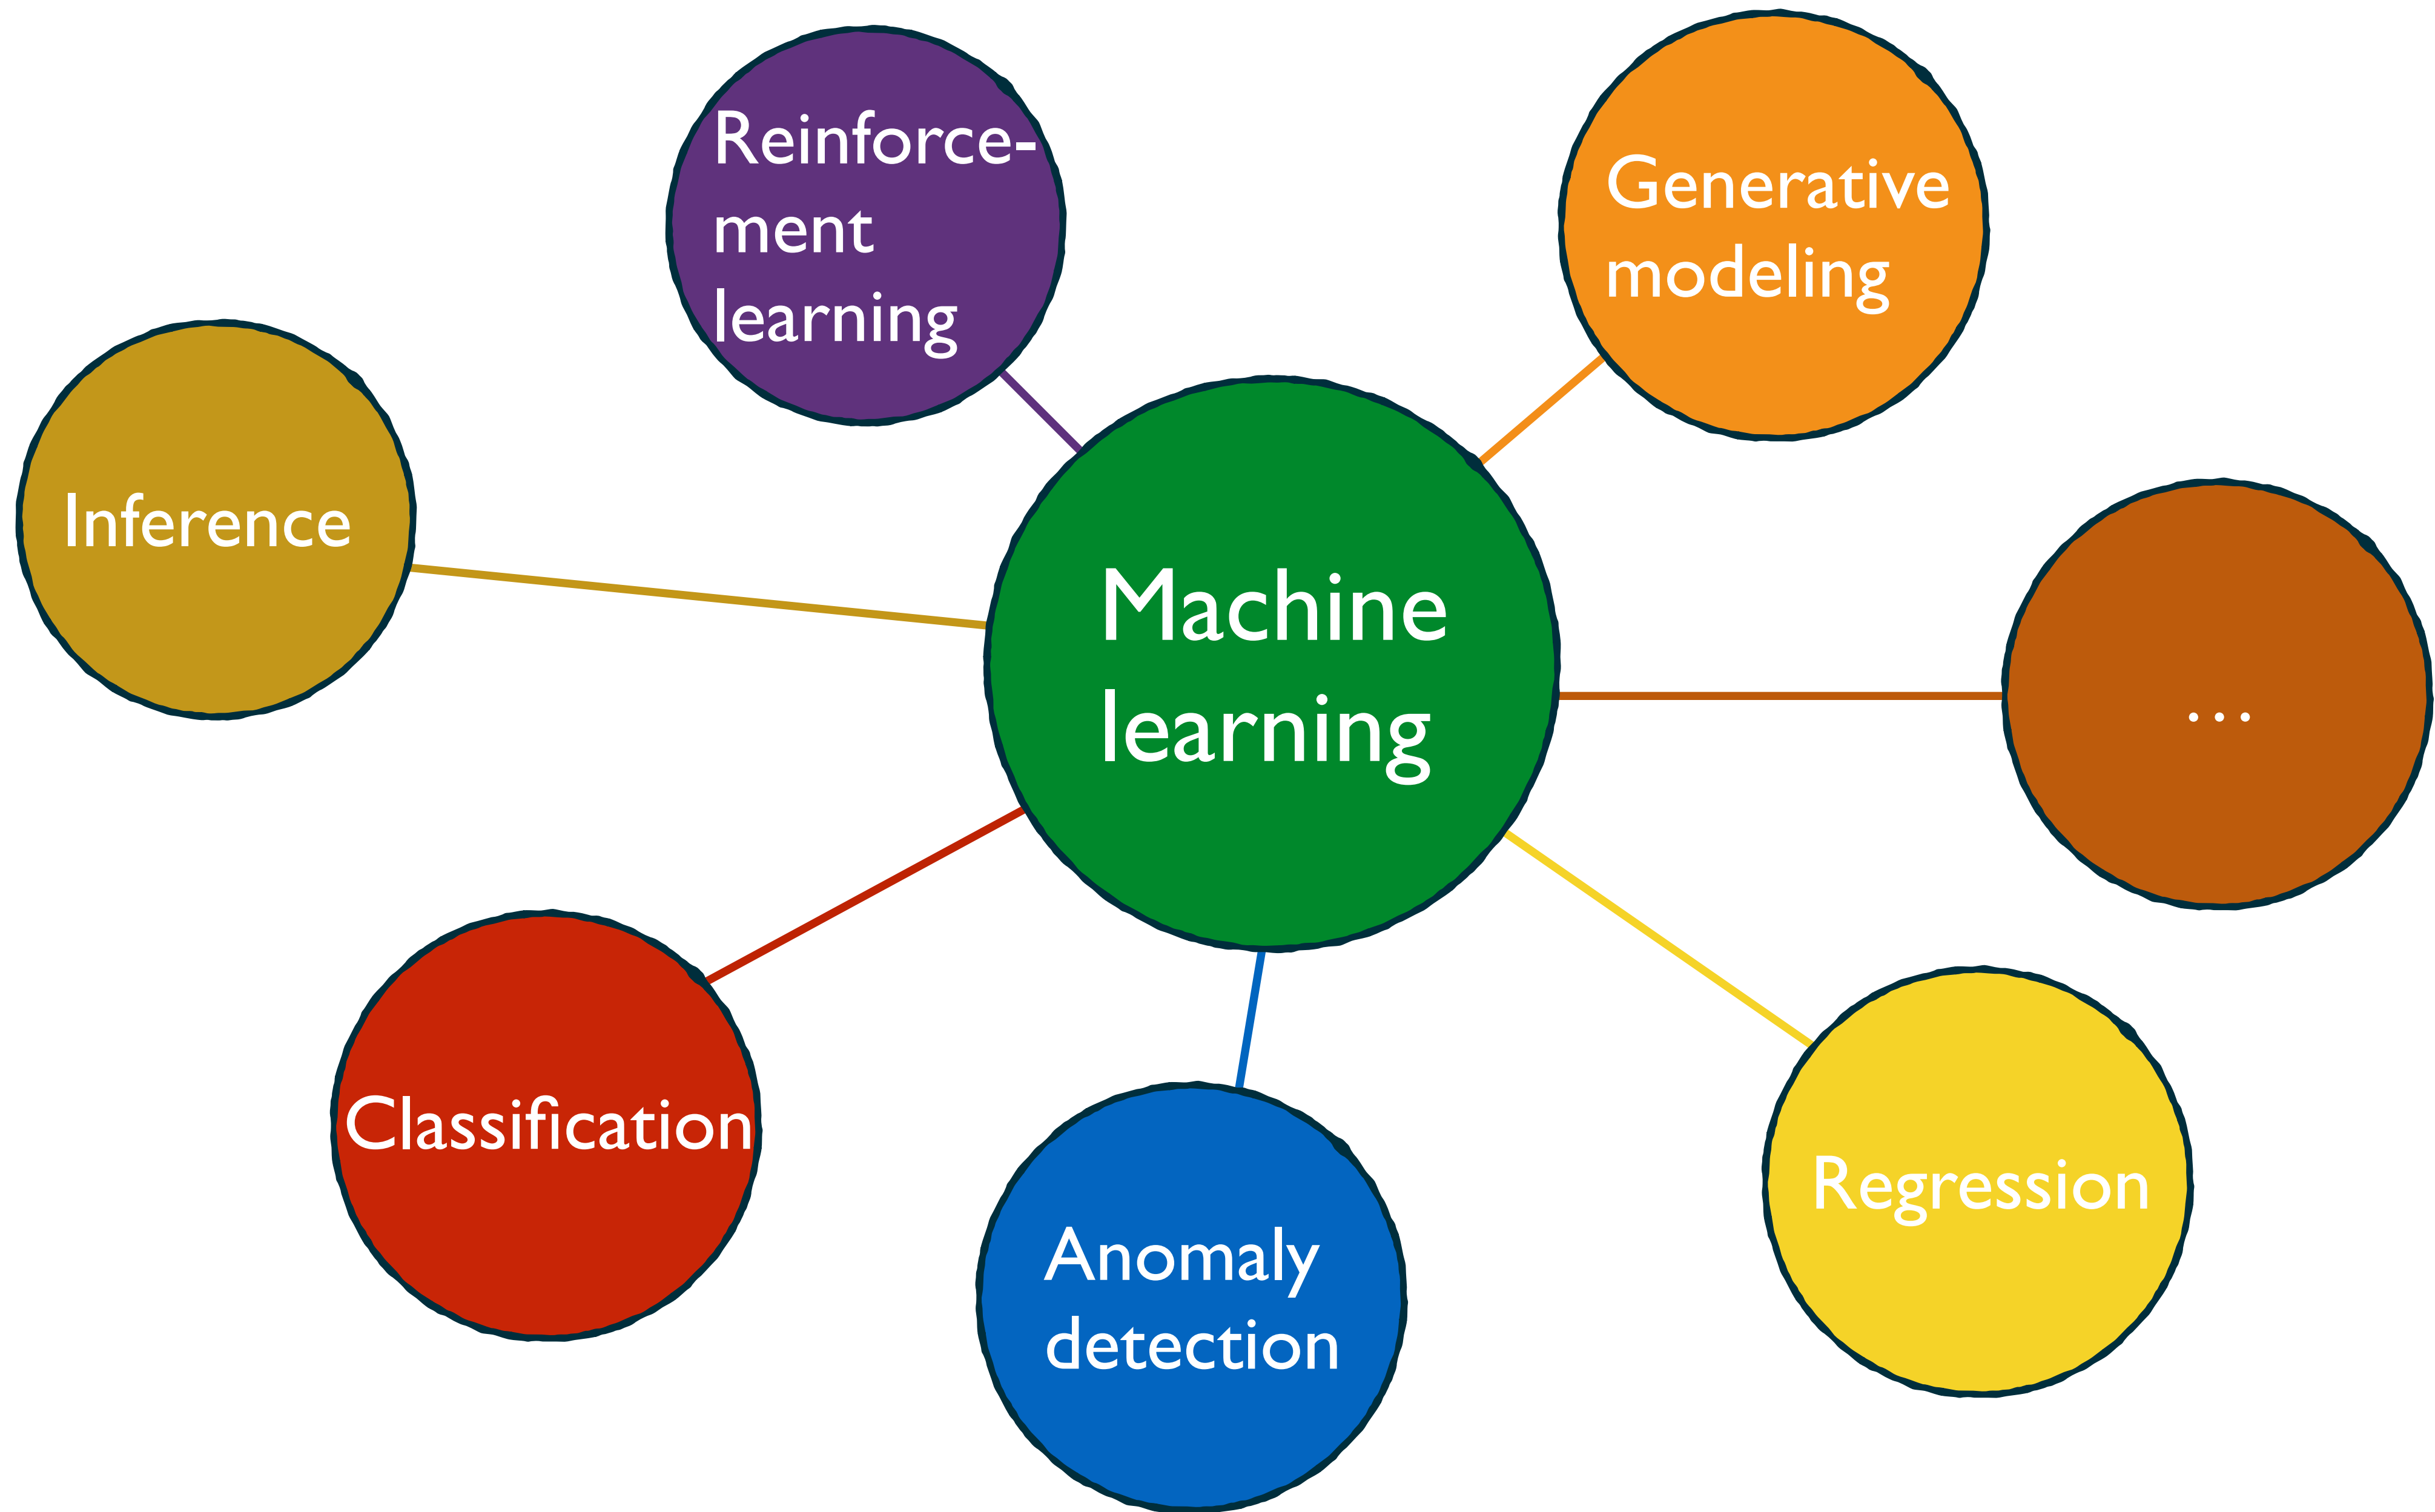 Reinforce-
ment
learning
Generative
modeling
Inference
Machine
learning
...
Classification
Regression
Anomaly
detection